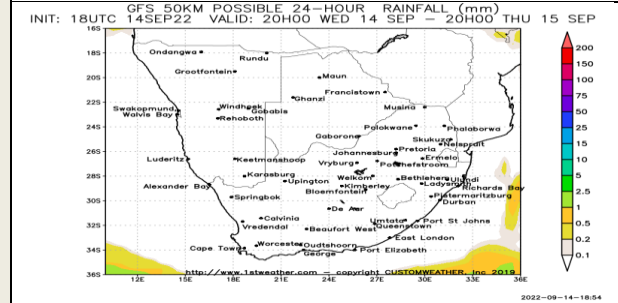 GFS 50KM POSSIBLE 24-HOUR RAINFALL (mm)
INIT: 18UTC 14SEP22 VALID: 20H00 WED 14 SEP - 20H00 THU 15 SEP
16S
Ondangwa
Rundu
18S
Grootfontein
Maun
20S
Francistown
Ghanzi
22S
Musina
Swakopmund
Windhoek
Gobabis
Walvis Bay
Rehoboth
24S
Polokwane
Phalaborwa
Gaborone
Skukuza
Nelspruit
26S
Johannesburg
Pretoria
Luderitz
Keetmanshoop
Vryburg
Potchefstroom
Ermelo
28S
Karasburg
Upington
Welkom
Bethlehem
Ulundi
Alexander Bay
Kimberley
Ladysmith
Richards Bay
Bloemfontein
Springbok
Pietermaritzburg
30S
Durban
De Aar
Calvinia
Umtata
Port St Johns
32S
Vredendal
Beaufort West
Queenstown
East London
Cape Town
Worcester
Oudtshoorn
34S
George
Port Elizabeth
http://www.1stweather.com - copyright CUSTOMWEATHER, Inc 2019
36S
12E 15E 18E 21E 24E 27E 30E 33E 36E
200
150
100
75
50
25
15
10
5
2.5
1
0.5
0.2
0.1
2022-09-14-18:54